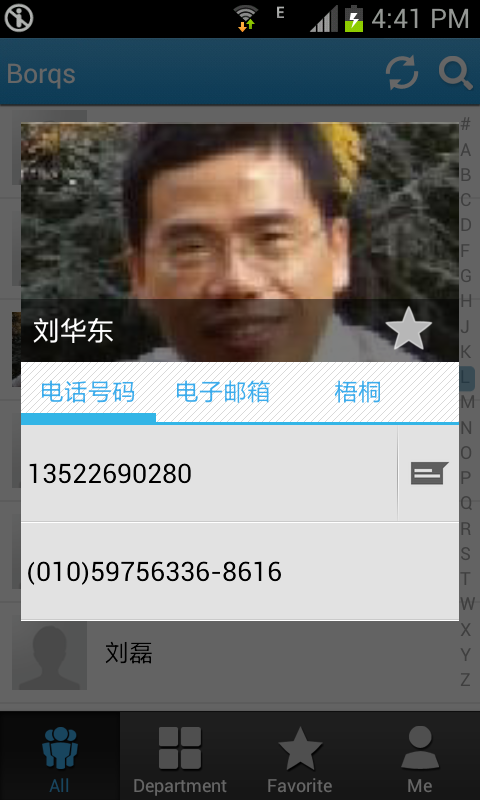 E 4:41 PM
Borqs
#
A
B
C
D
F
G
H
J
K
L
M
N
O
P
Q
R
S
T
W
X
Y
Z
刘华东
电话号码 电子邮箱 梧桐
13522690280
(010)59756336-8616
刘磊
All Department Favorite Me